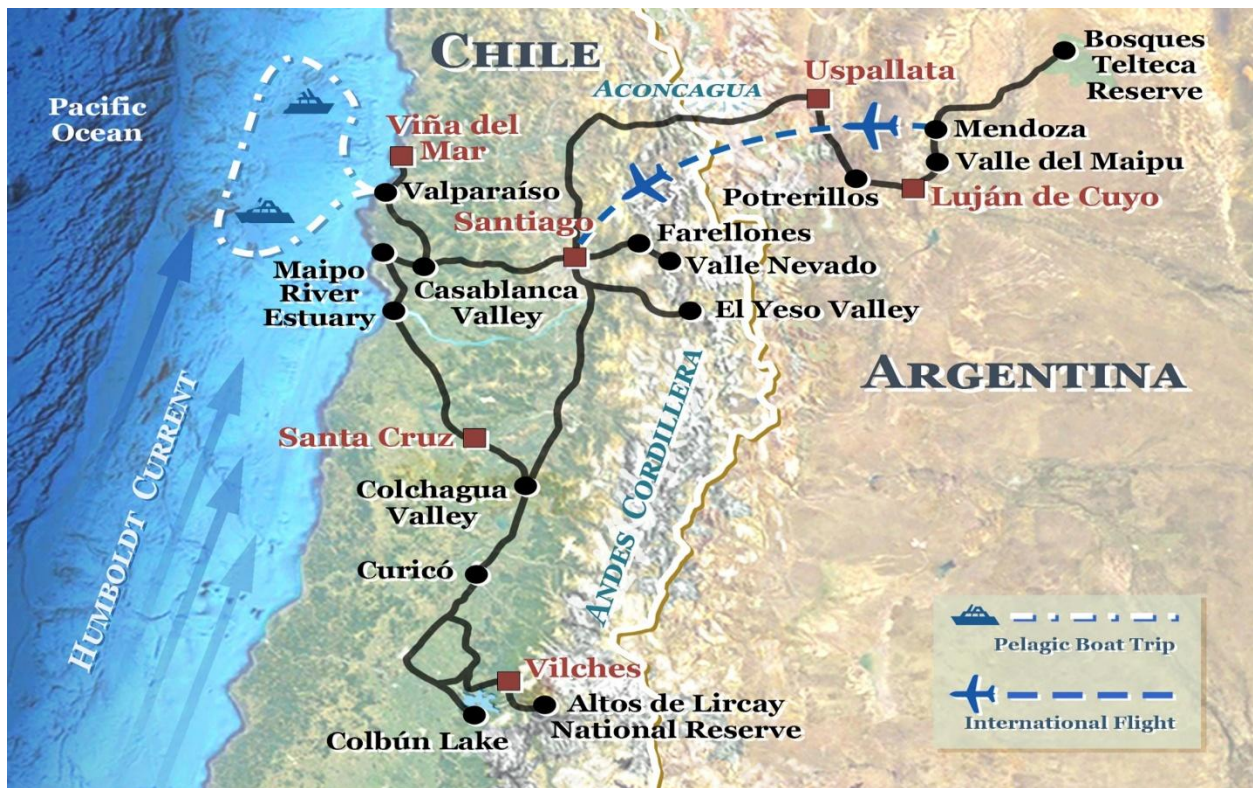 CHILE
Bosques
Telteca
Reserve
Uspallata
ACONCAGUA
Pacific
Ocean
Viña del
Mar
Mendoza
Valle del Maipu
Valparaíso
Potrerillos
Luján de Cuyo
Santiago
Farellones
Valle Nevado
Maipo
River
Estuary
Casablanca
Valley
El Yeso Valley
ARGENTINA
HUMBOLDT CURRENT
ANDES CORDILLERA
Santa Cruz
Colchagua
Valley
Curicó
Vilches
Altos de Lircay
National Reserve
Colbún Lake
Pelagic Boat Trip
International Flight